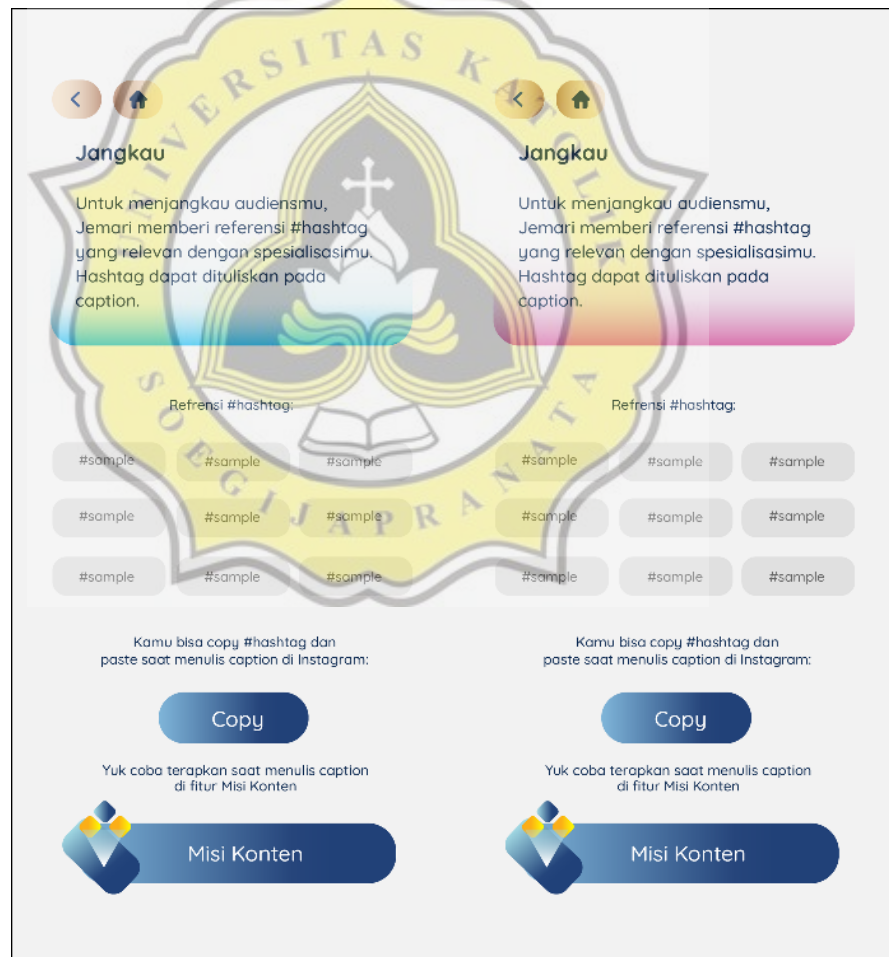 UNIVERSITAS KATOLIK
SOEGIJAPRANATA
Jangkau
Untuk menjangkau audiensmu,
Jemari memberi referensi #hashtag
yang relevan dengan spesialisasimu.
Hashtag dapat dituliskan pada
caption.
Refrensi #hashtag:
#sample #sample #sample
#sample #sample #sample
#sample #sample #sample
Kamu bisa copy #hashtag dan
paste saat menulis caption di Instagram:
Copy
Yuk coba terapkan saat menulis caption
di fitur Misi Konten
Misi Konten
Jangkau
Untuk menjangkau audiensmu,
Jemari memberi referensi #hashtag
yang relevan dengan spesialisasimu.
Hashtag dapat dituliskan pada
caption.
Refrensi #hashtag:
#sample #sample #sample
#sample #sample #sample
#sample #sample #sample
Kamu bisa copy #hashtag dan
paste saat menulis caption di Instagram:
Copy
Yuk coba terapkan saat menulis caption
di fitur Misi Konten
Misi Konten